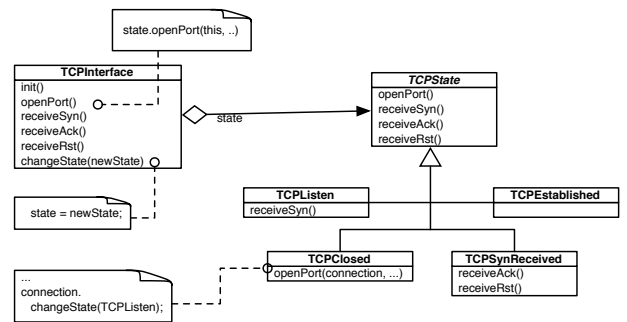 state.openPort(this, ..)
TCPInterface
init()
openPort()
receiveSyn()
receiveAck()
receiveRst()
changeState(newState)
state
TCPState
openPort()
receiveSyn()
receiveAck()
receiveRst()
state = newState;
TCPListen
receiveSyn()
TCPEstablished
TCPClosed
openPort(connection, ...)
TCPSynReceived
receiveAck()
receiveRst()
...
connection.
changeState(TCPListen);